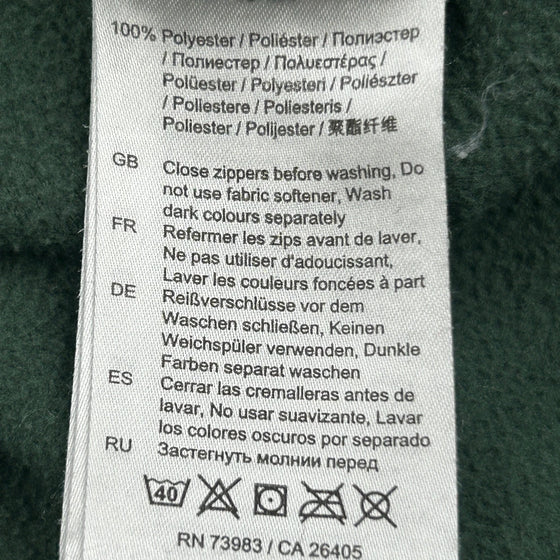 100% Polyester / Poliéster / Полиэстер
/ Полиестер / Πολυεστέρας /
Polüester / Polyesteri / Poliészter
/ Poliestere / Poliesteris /
Poliester / Polijester / 聚酯纤维
GB Close zippers before washing, Do
not use fabric softener, Wash
dark colours separately
FR Refermer les zips avant de laver,
Ne pas utiliser d'adoucissant,
Laver les couleurs foncées à part
DE Reißverschlüsse vor dem
Waschen schließen, Keinen
Weichspüler verwenden, Dunkle
Farben separat waschen
ES Cerrar las cremalleras antes de
lavar, No usar suavizante, Lavar
los colores oscuros por separado
RU Застегнуть молнии перед
40
RN 73983 / CA 26405